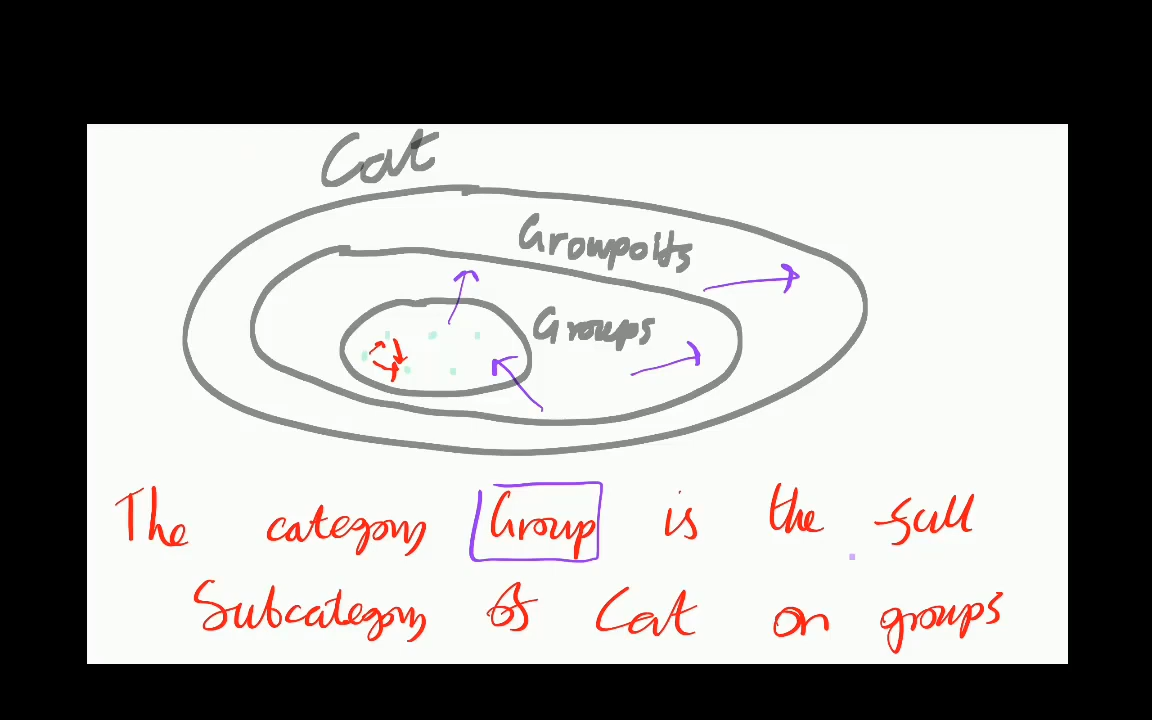 Cat
Groupoids
Groups
The category Group is the full
Subcategory of Cat on groups